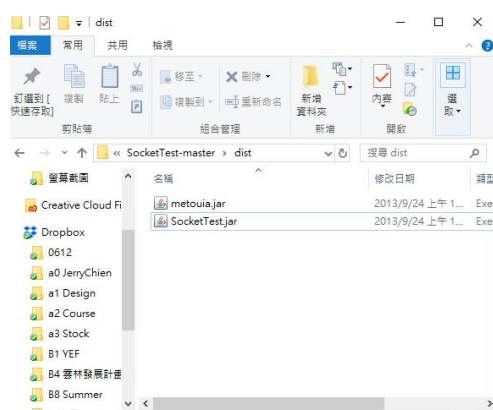 dist
檔案 常用 共用 檢視
釘選到 [
快速存取]
複製
貼上
移至
刪除
複製到
重新命名
新增
資料夾
內容
選
取
剪貼簿 組合管理 新增 開啟
« SocketTest-master › dist
搜尋 dist
名稱 修改日期 類型
螢幕截圖
Creative Cloud Fi
Dropbox
0612
a0 JerryChien
a1 Design
a2 Course
a3 Stock
B1 YEF
B4 雲林發展計畫
B8 Summer
metouia.jar 2013/9/24 上午 1... Exe
SocketTest.jar 2013/9/24 上午 1... Exe